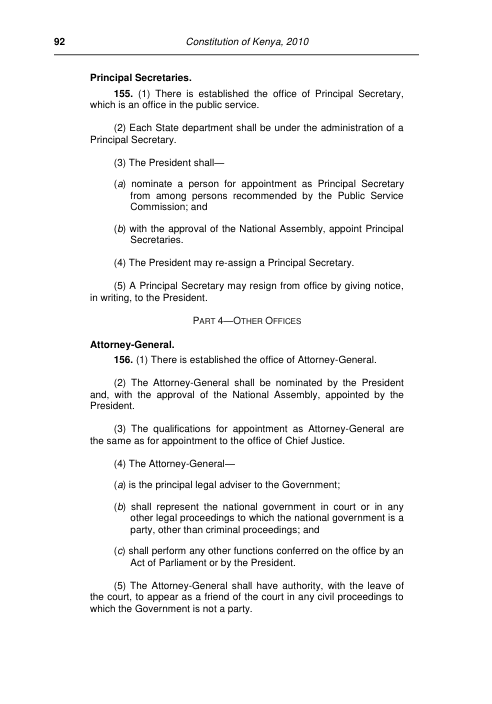 92 Constitution of Kenya, 2010
Principal Secretaries.
155. (1) There is established the office of Principal Secretary,
which is an office in the public service.
(2) Each State department shall be under the administration of a
Principal Secretary.
(3) The President shall—
(a) nominate a person for appointment as Principal Secretary
from among persons recommended by the Public Service
Commission; and
(b) with the approval of the National Assembly, appoint Principal
Secretaries.
(4) The President may re-assign a Principal Secretary.
(5) A Principal Secretary may resign from office by giving notice,
in writing, to the President.
PART 4—OTHER OFFICES
Attorney-General.
156. (1) There is established the office of Attorney-General.
(2) The Attorney-General shall be nominated by the President
and, with the approval of the National Assembly, appointed by the
President.
(3) The qualifications for appointment as Attorney-General are
the same as for appointment to the office of Chief Justice.
(4) The Attorney-General—
(a) is the principal legal adviser to the Government;
(b) shall represent the national government in court or in any
other legal proceedings to which the national government is a
party, other than criminal proceedings; and
(c) shall perform any other functions conferred on the office by an
Act of Parliament or by the President.
(5) The Attorney-General shall have authority, with the leave of
the court, to appear as a friend of the court in any civil proceedings to
which the Government is not a party.